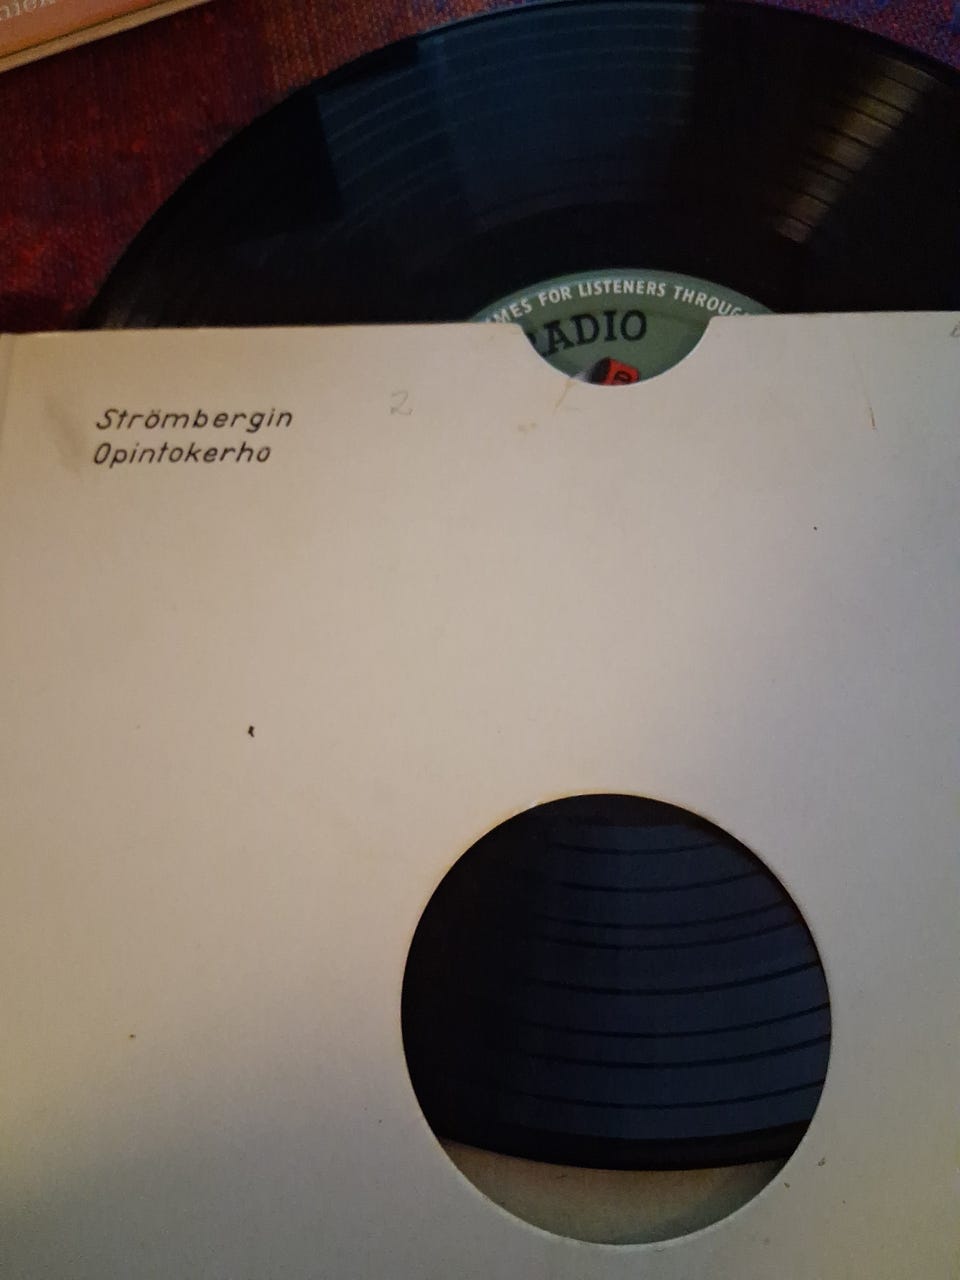 MES FOR LISTENERS THROUG
RADIO
Strömbergin
2
Opintokerho